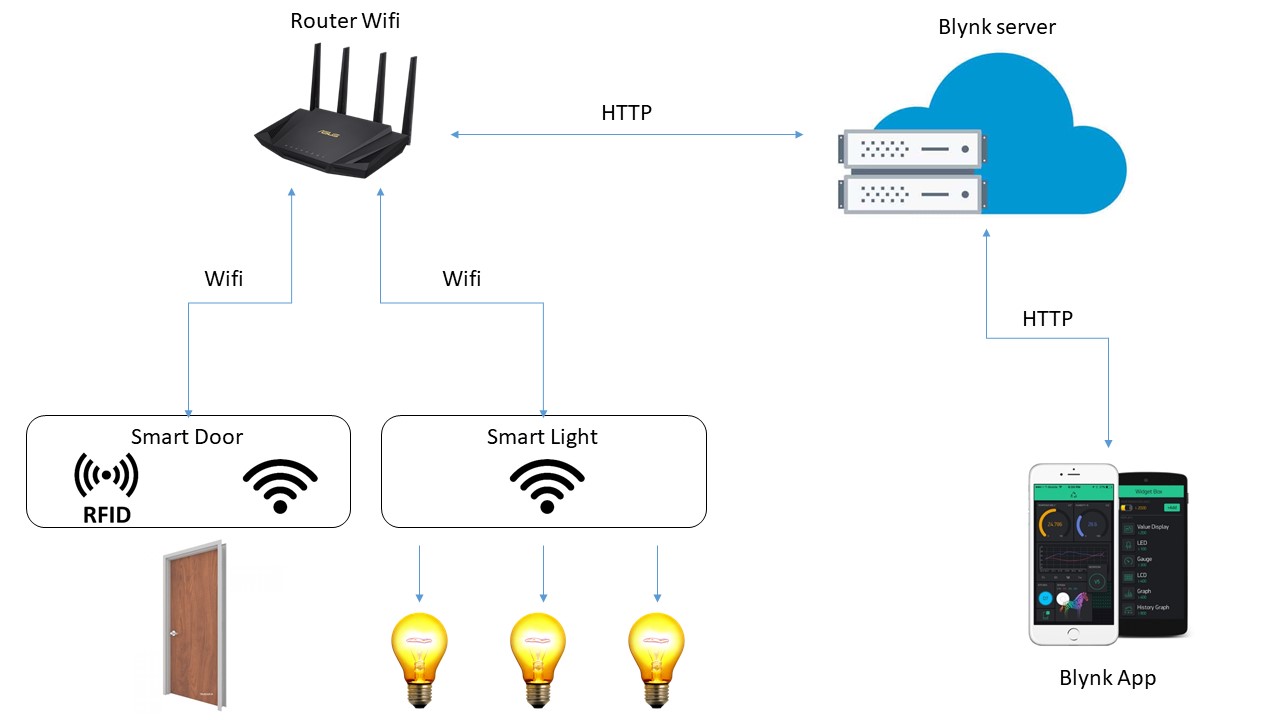 Router Wifi
Blynk server
ASUS
HTTP
Wifi
Wifi
HTTP
Smart Door
Smart Light
RFID
Widget Box
Value Display
LED
Gauge
LCD
Graph
History Graph
Blynk App